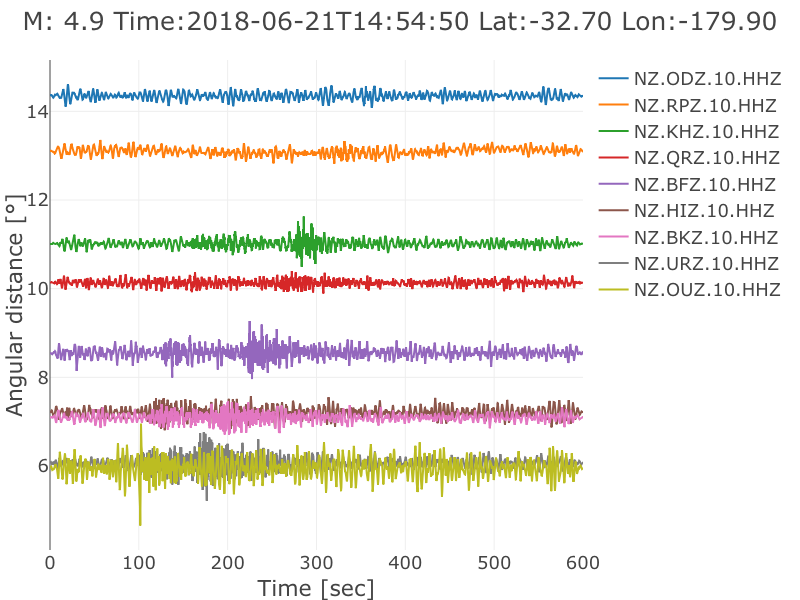 M: 4.9 Time:2018-06-21T14:54:50 Lat:-32.70 Lon:-179.90
NZ.ODZ.10.HHZ
NZ.RPZ.10.HHZ
NZ.KHZ.10.HHZ
NZ.QRZ.10.HHZ
NZ.BFZ.10.HHZ
NZ.HIZ.10.HHZ
NZ.BKZ.10.HHZ
NZ.URZ.10.HHZ
NZ.OUZ.10.HHZ
Angular distance [°]
14
12
10
8
6
0 100 200 300 400 500 600
Time [sec]